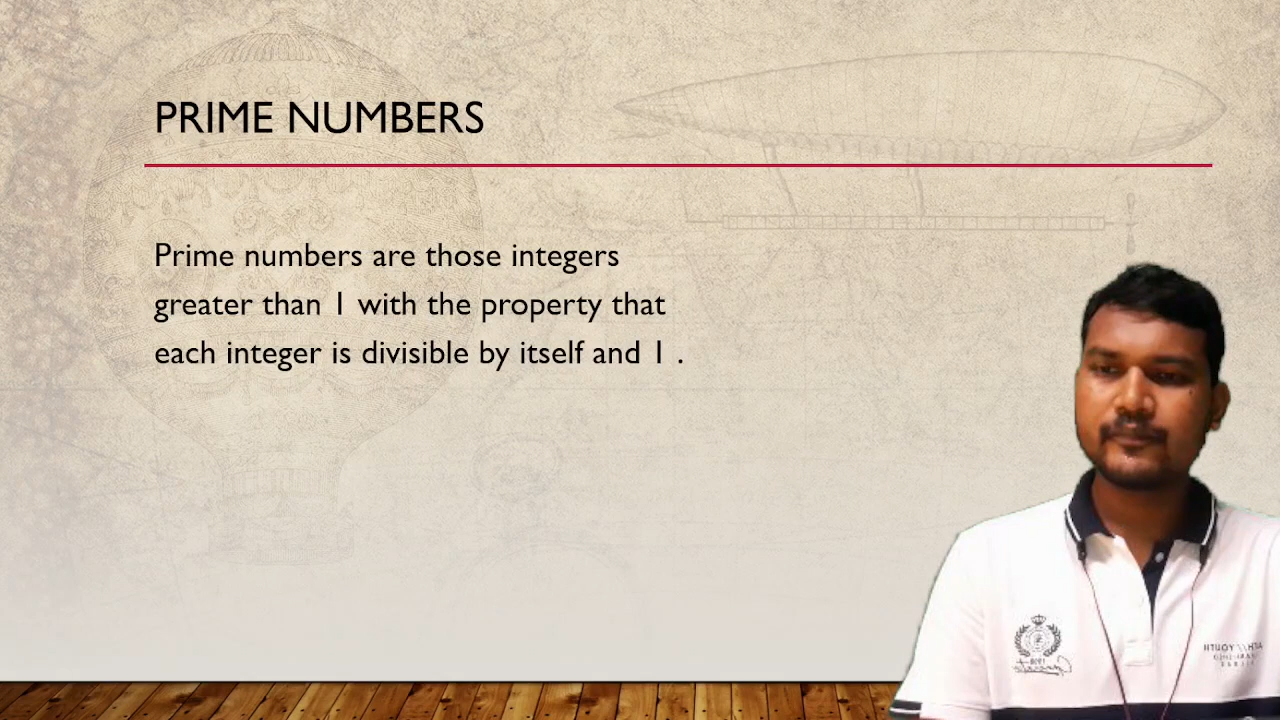 PRIME NUMBERS
Prime numbers are those integers
greater than 1 with the property that
each integer is divisible by itself and 1 .